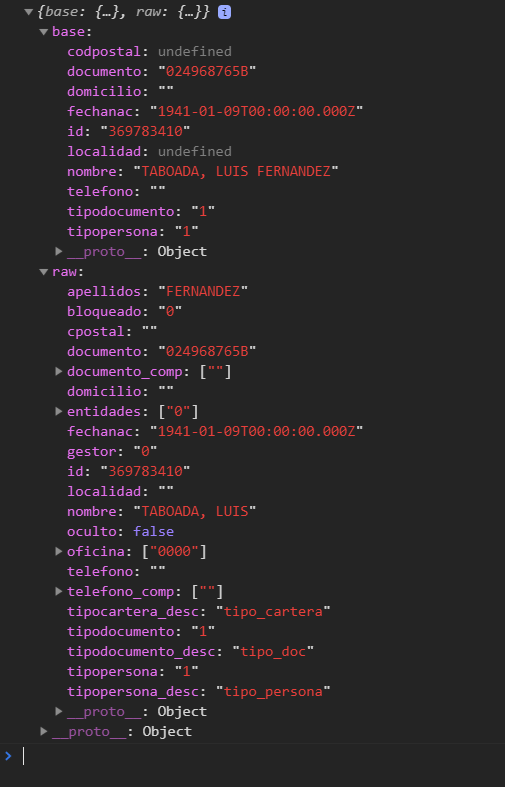 {base: {…}, raw: {…}} i
base:
codpostal: undefined
documento: "024968765B"
domicilio: ""
fechanac: "1941-01-09T00:00:00.000Z"
id: "369783410"
localidad: undefined
nombre: "TABOADA, LUIS FERNANDEZ"
telefono: ""
tipodocumento: "1"
tipopersona: "1"
__proto__: Object
raw:
apellidos: "FERNANDEZ"
bloqueado: "0"
cpostal: ""
documento: "024968765B"
documento_comp: [""]
domicilio: ""
entidades: ["0"]
fechanac: "1941-01-09T00:00:00.000Z"
gestor: "0"
id: "369783410"
localidad: ""
nombre: "TABOADA, LUIS"
oculto: false
oficina: ["0000"]
telefono: ""
telefono_comp: [""]
tipocartera_desc: "tipo_cartera"
tipodocumento: "1"
tipodocumento_desc: "tipo_doc"
tipopersona: "1"
tipopersona_desc: "tipo_persona"
__proto__: Object
__proto__: Object